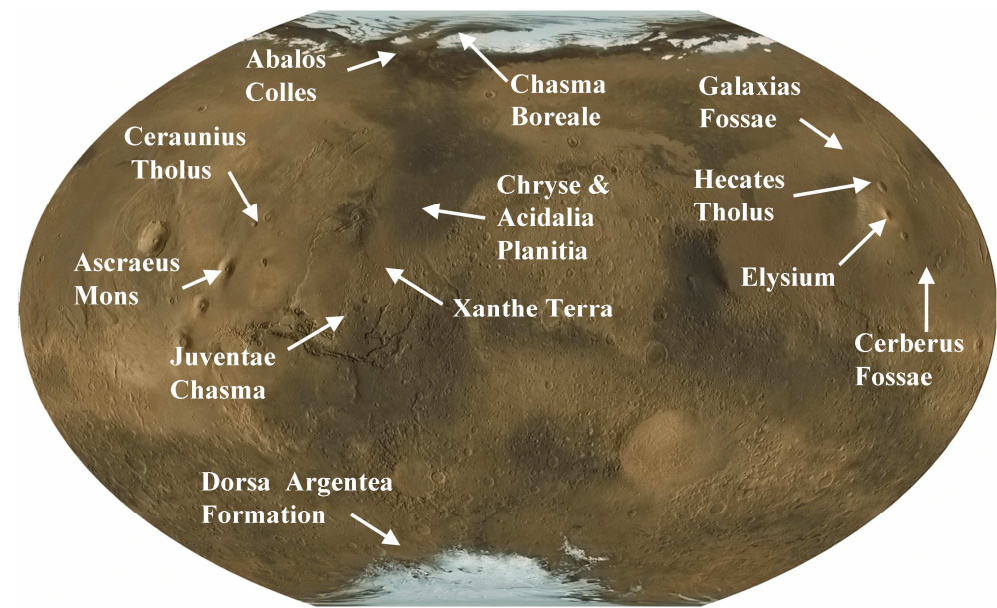 Abalos
Colles
Chasma
Boreale
Galaxias
Fossae
Ceraunius
Tholus
Chryse &
Acidalia
Planitia
Hecates
Tholus
Ascraeus
Mons
Elysium
Xanthe Terra
Juventae
Chasma
Cerberus
Fossae
Dorsa Argentea
Formation